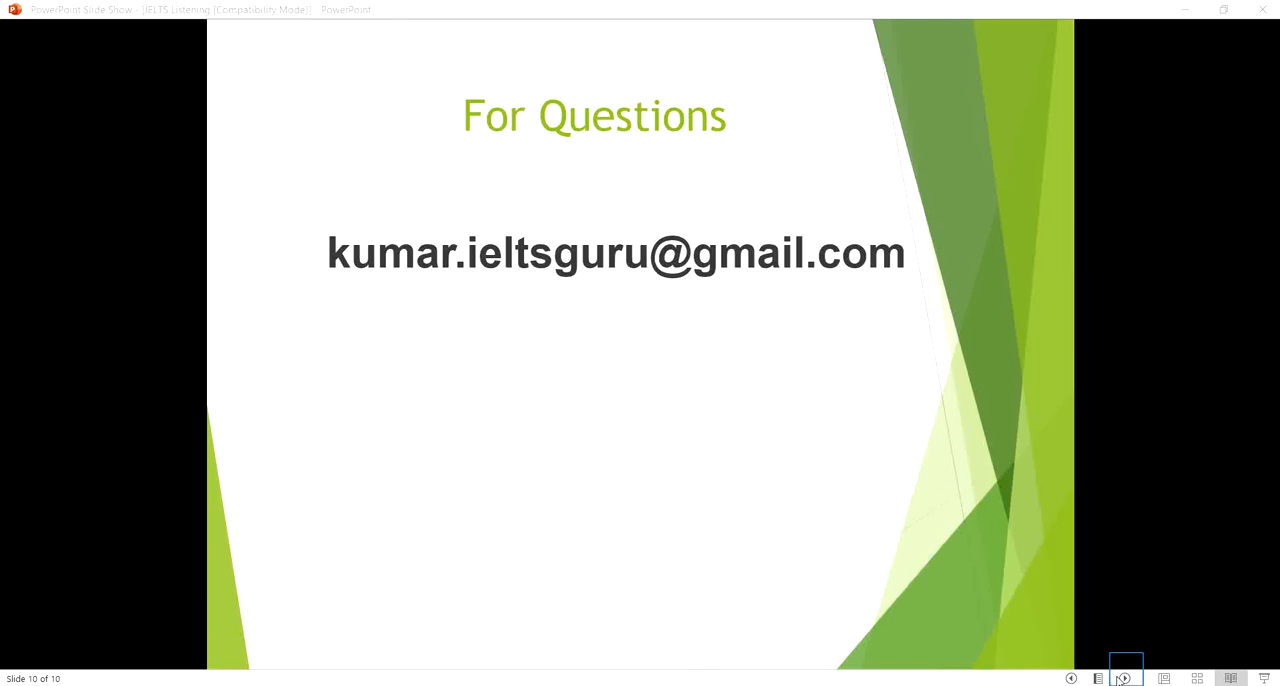 PowerPoint Slide Show - [IELTS Listening [Compatibility Mode]] - PowerPoint
For Questions
kumar.ieltsguru@gmail.com
Slide 10 of 10